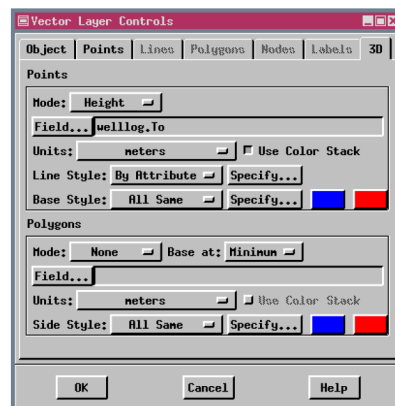 Vector Layer Controls
Object Points Lines Polygons Nodes Labels 3D
Points
Mode: Height
Field... welllog.To
Units: meters Use Color Stack
Line Style: By Attribute Specify...
Base Style: All Same Specify...
Polygons
Mode: None Base at: Minimum
Field...
Units: meters Use Color Stack
Side Style: All Same Specify...
OK Cancel Help